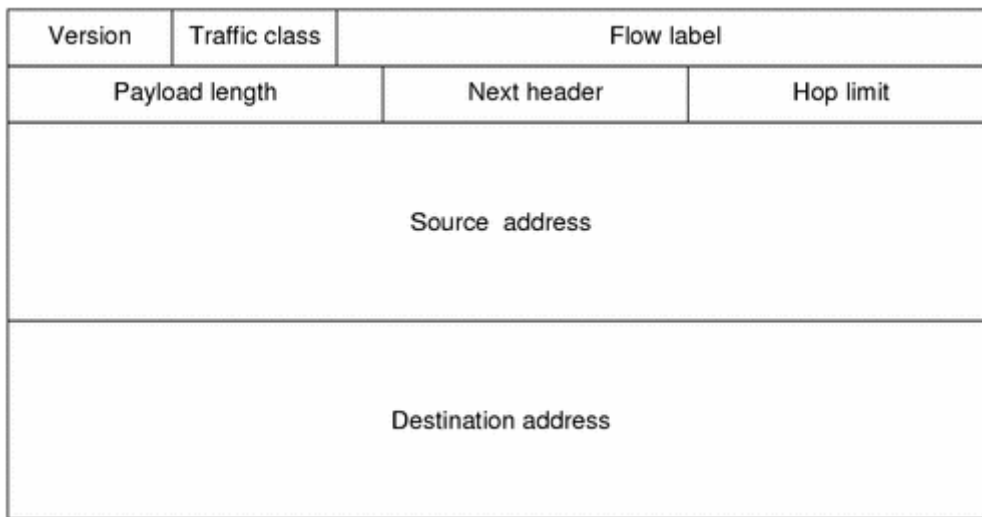 Version Traffic class Flow label
Payload length Next header Hop limit
Source address
Destination address